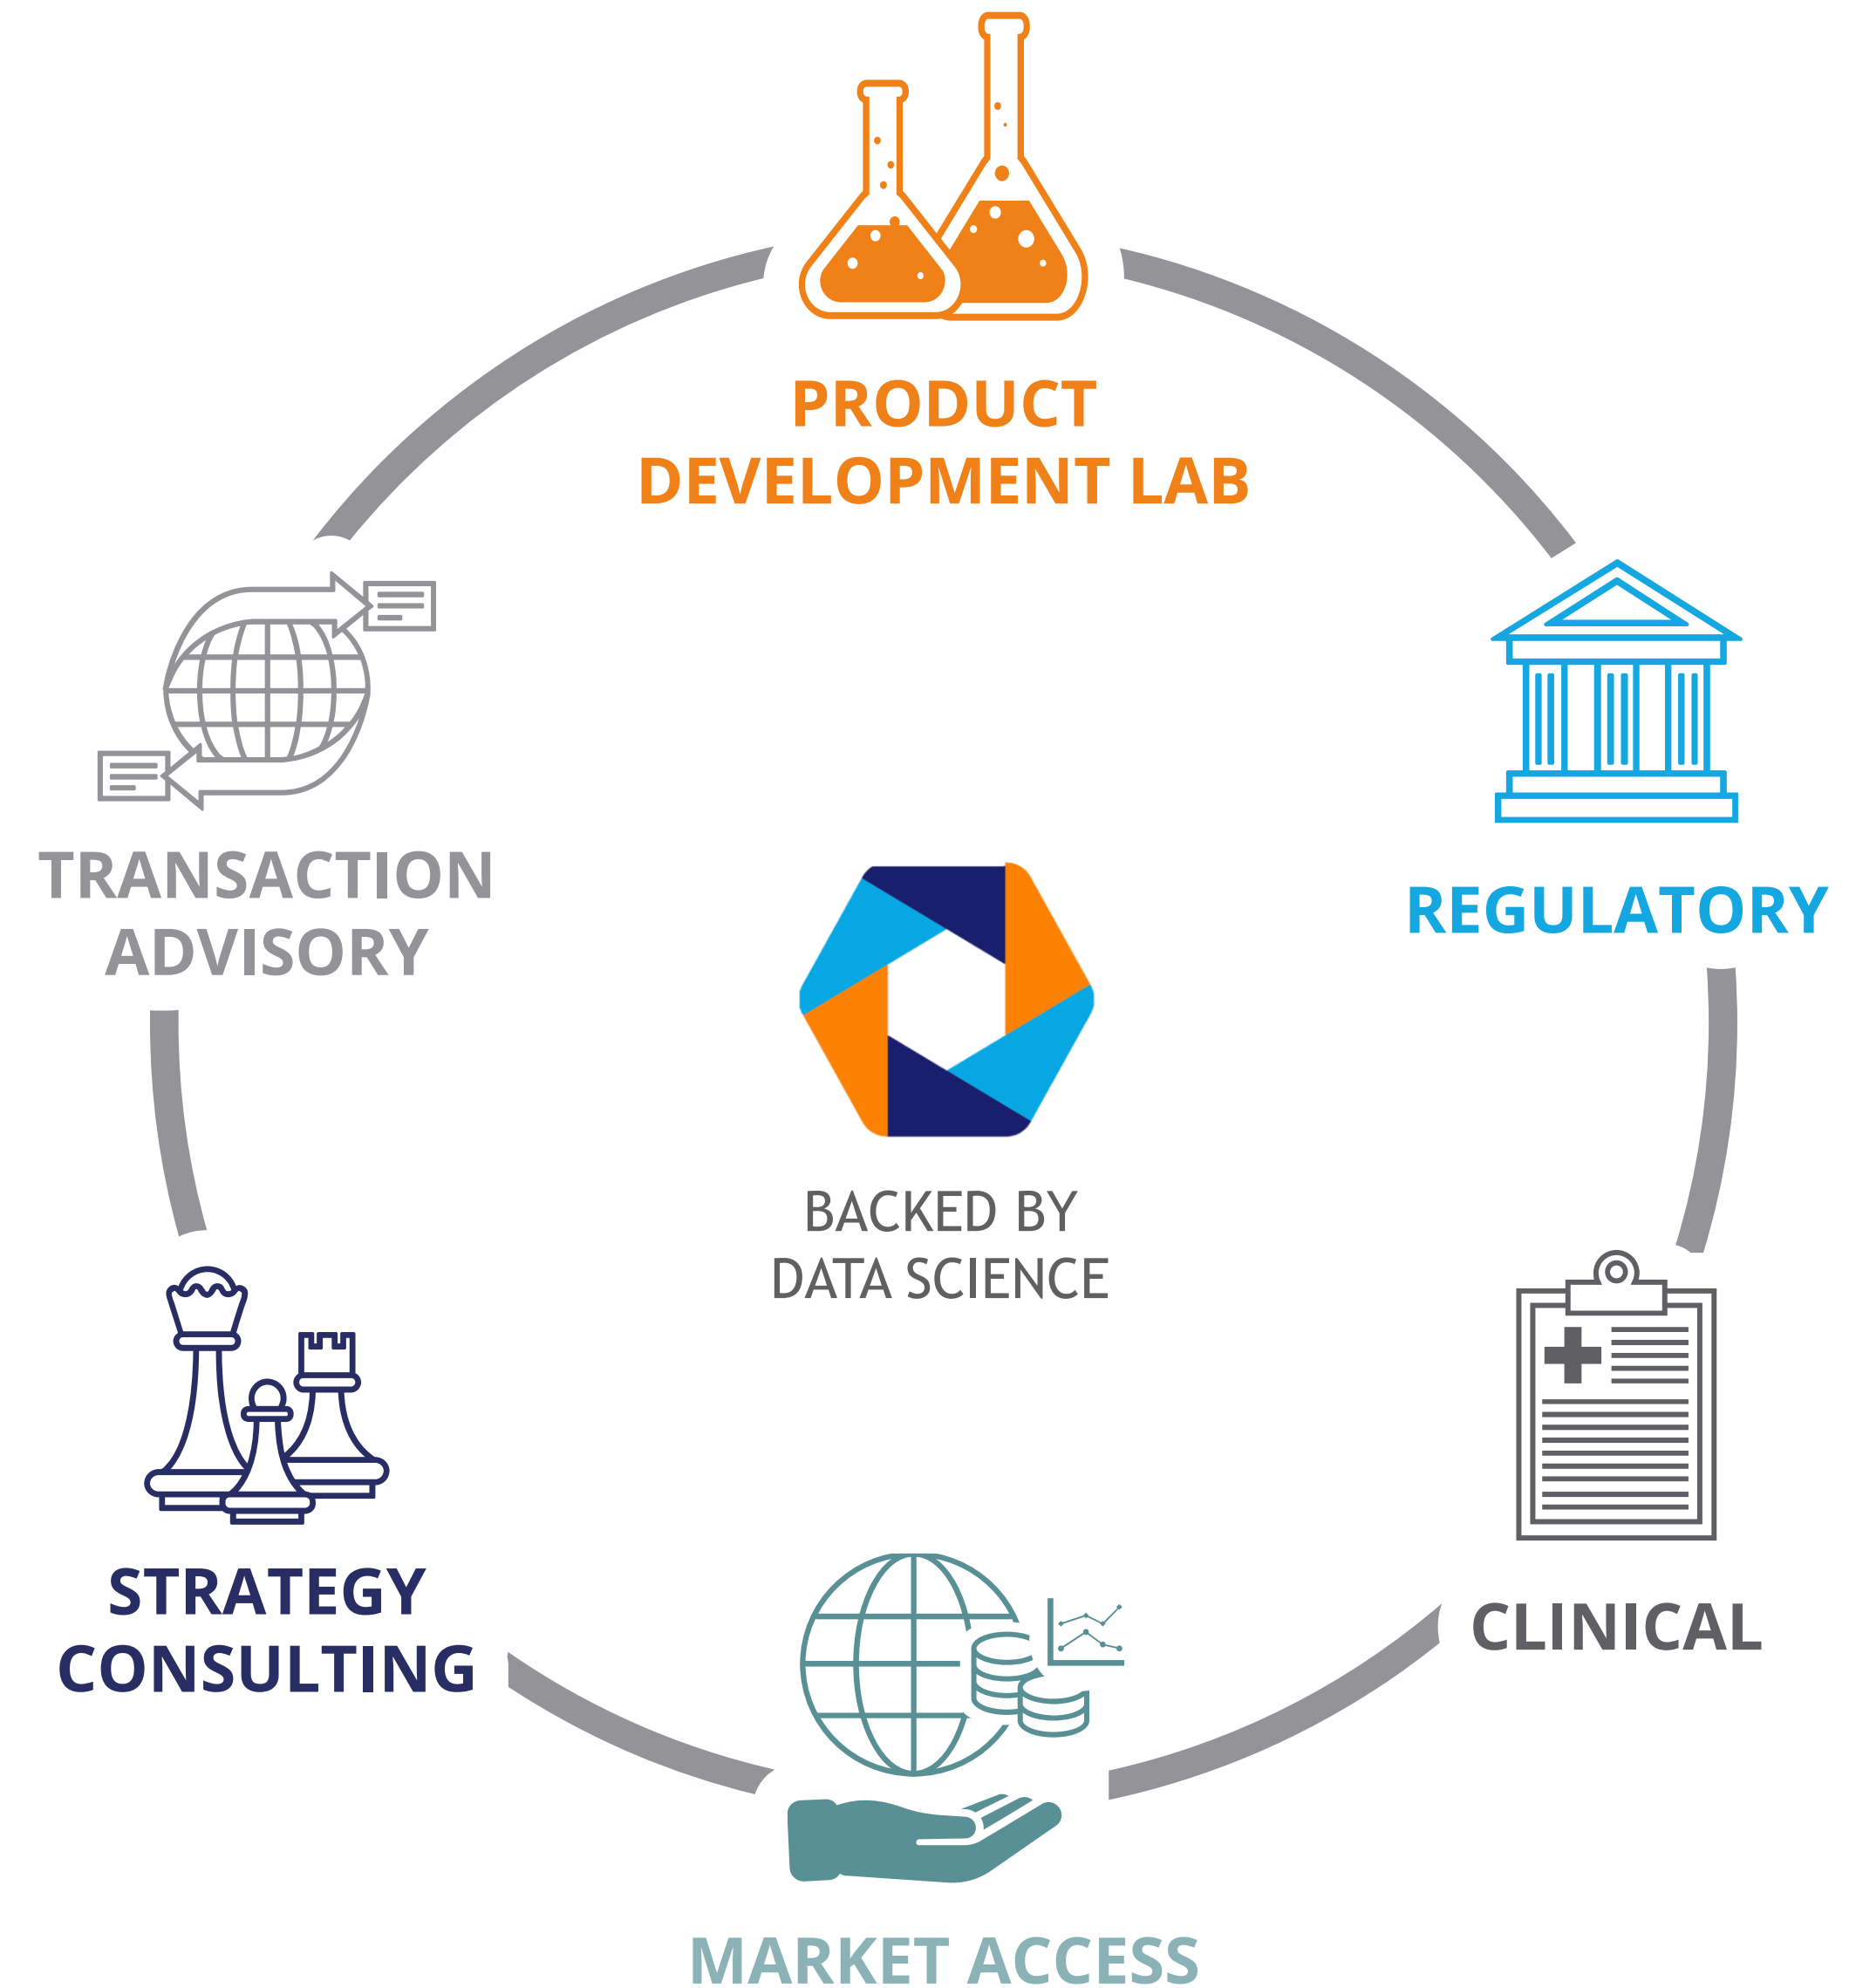 PRODUCT
DEVELOPMENT LAB
TRANSACTION
ADVISORY
REGULATORY
BACKED BY
DATA SCIENCE
STRATEGY
CONSULTING
CLINICAL
MARKET ACCESS